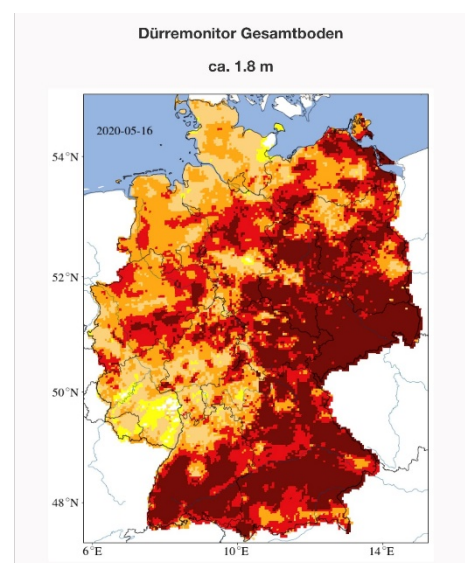 Dürremonitor Gesamtboden
ca. 1.8 m
2020-05-16
54°N
52°N
50°N
48°N
6°E 10°E 14°E